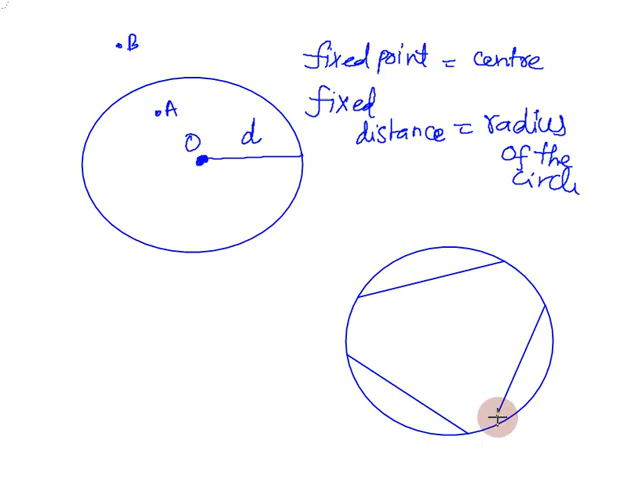 B
fixed point = centre
A
fixed
distance = radius
of the
circle
O
d